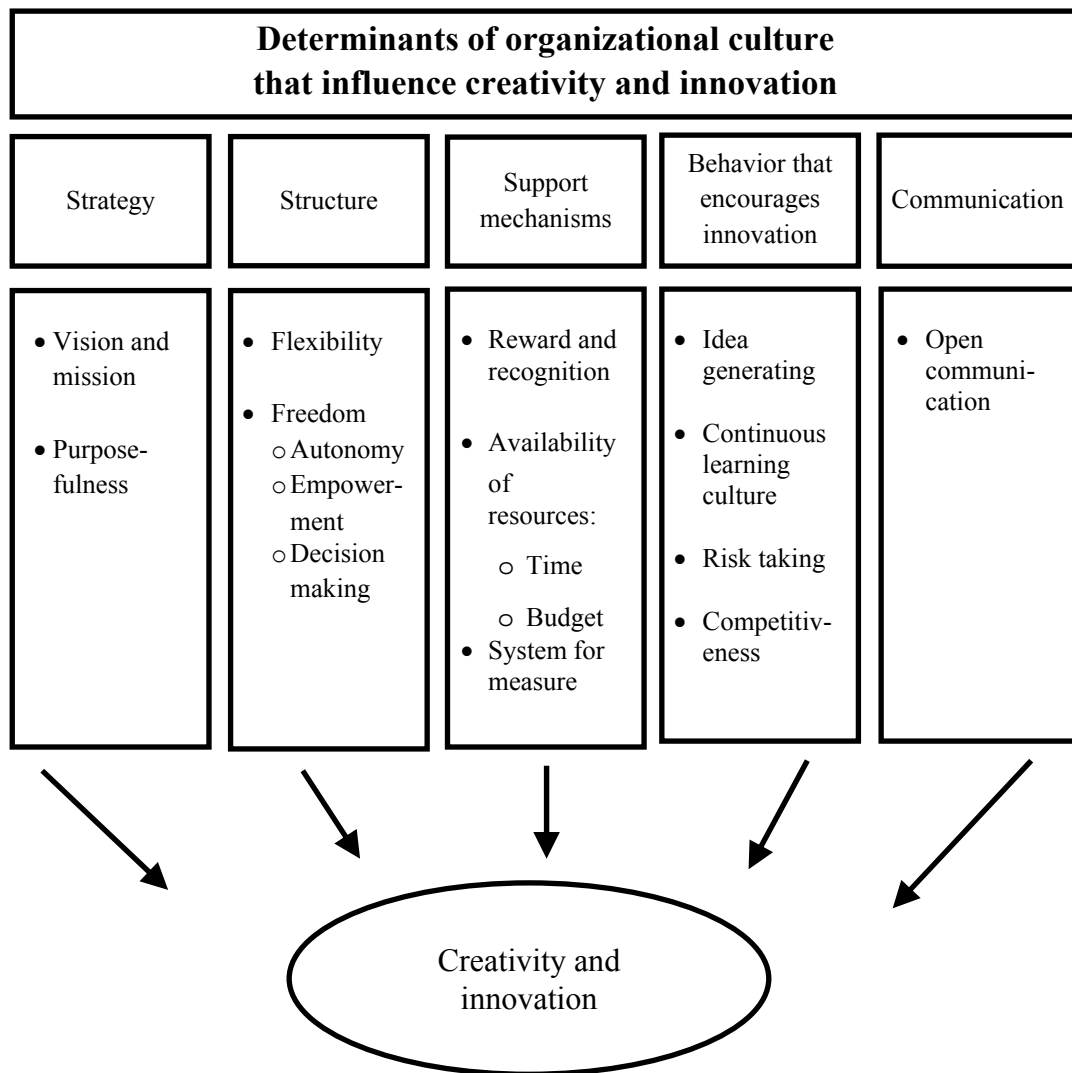 Determinants of organizational culture
that influence creativity and innovation
Strategy
Structure
Support
mechanisms
Behavior that
encourages
innovation
Communication
• Vision and
mission
• Purpose-
fulness
• Flexibility
• Freedom
o Autonomy
o Empower-
ment
o Decision
making
• Reward and
recognition
• Availability
of
resources:
o Time
o Budget
• System for
measure
• Idea
generating
• Continuous
learning
culture
• Risk taking
• Competitiv-
eness
• Open
communi-
cation
Creativity and
innovation